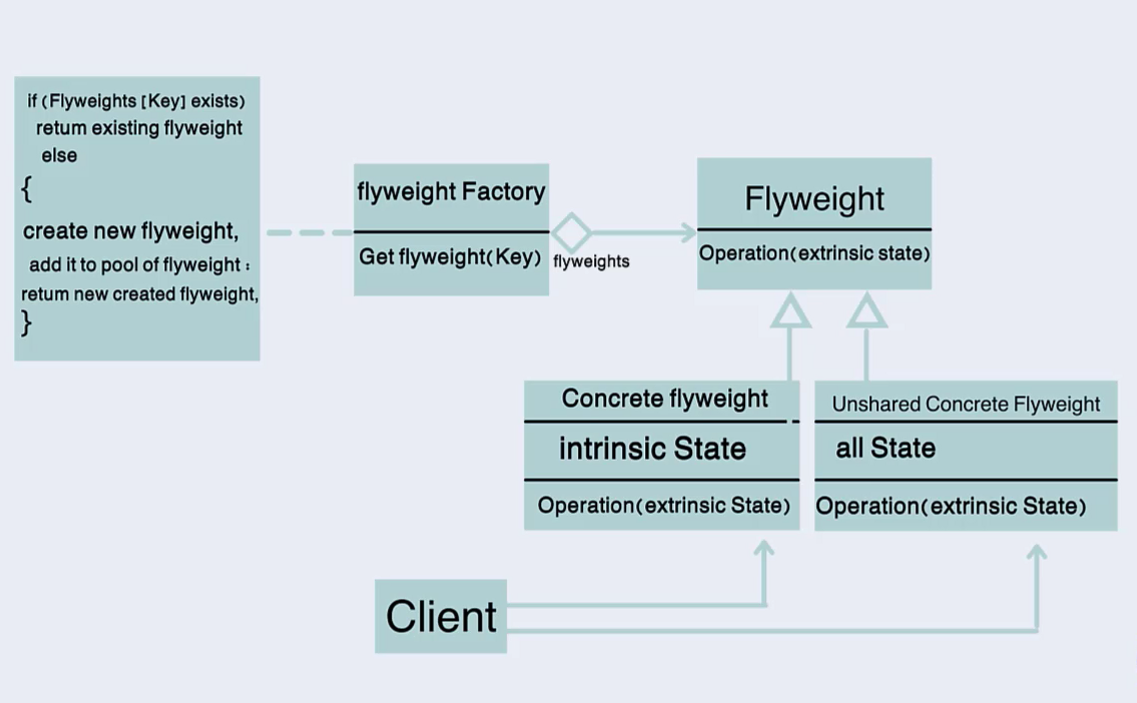 if (Flyweights [Key] exists)
retum existing flyweight
else
{
create new flyweight,
add it to pool of flyweight :
retum new created flyweight,
}
flyweight Factory
Get flyweight(Key)
flyweights
Flyweight
Operation(extrinsic state)
Concrete flyweight
intrinsic State
Operation(extrinsic State)
Unshared Concrete Flyweight
all State
Operation(extrinsic State)
Client